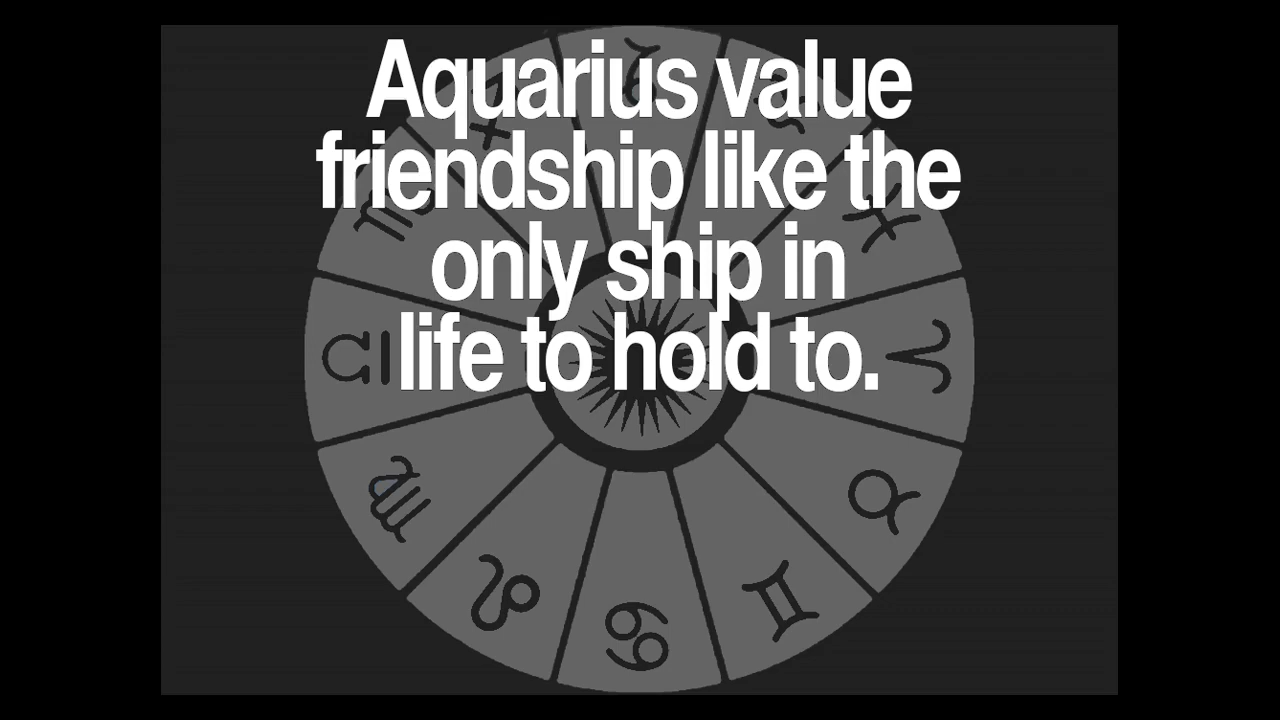 Aquarius value
friendship like the
only ship in
life to hold to.